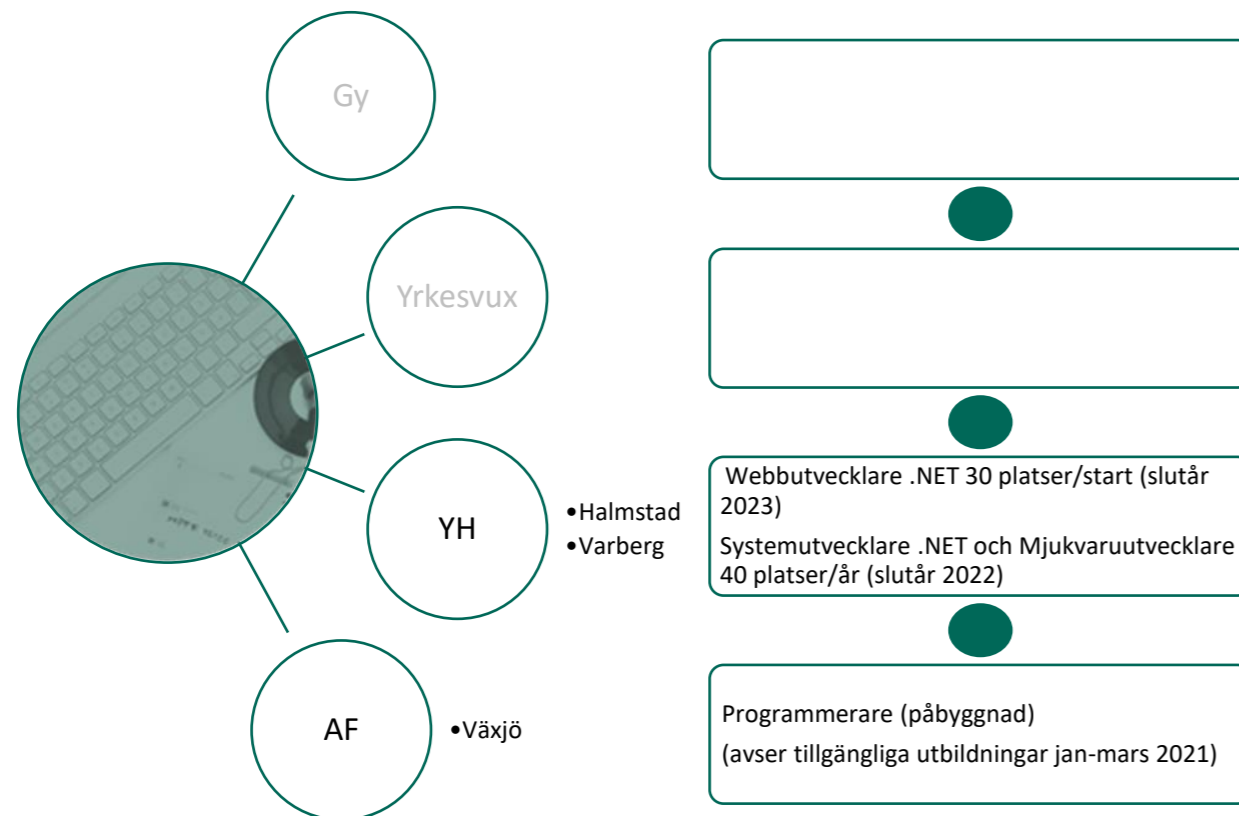 Gy
Yrkesvux
YH
•Halmstad
•Varberg
Webbutvecklare .NET 30 platser/start (slutår
2023)
Systemutvecklare .NET och Mjukvaruutvecklare
40 platser/år (slutår 2022)
AF
•Växjö
Programmerare (påbyggnad)
(avser tillgängliga utbildningar jan-mars 2021)